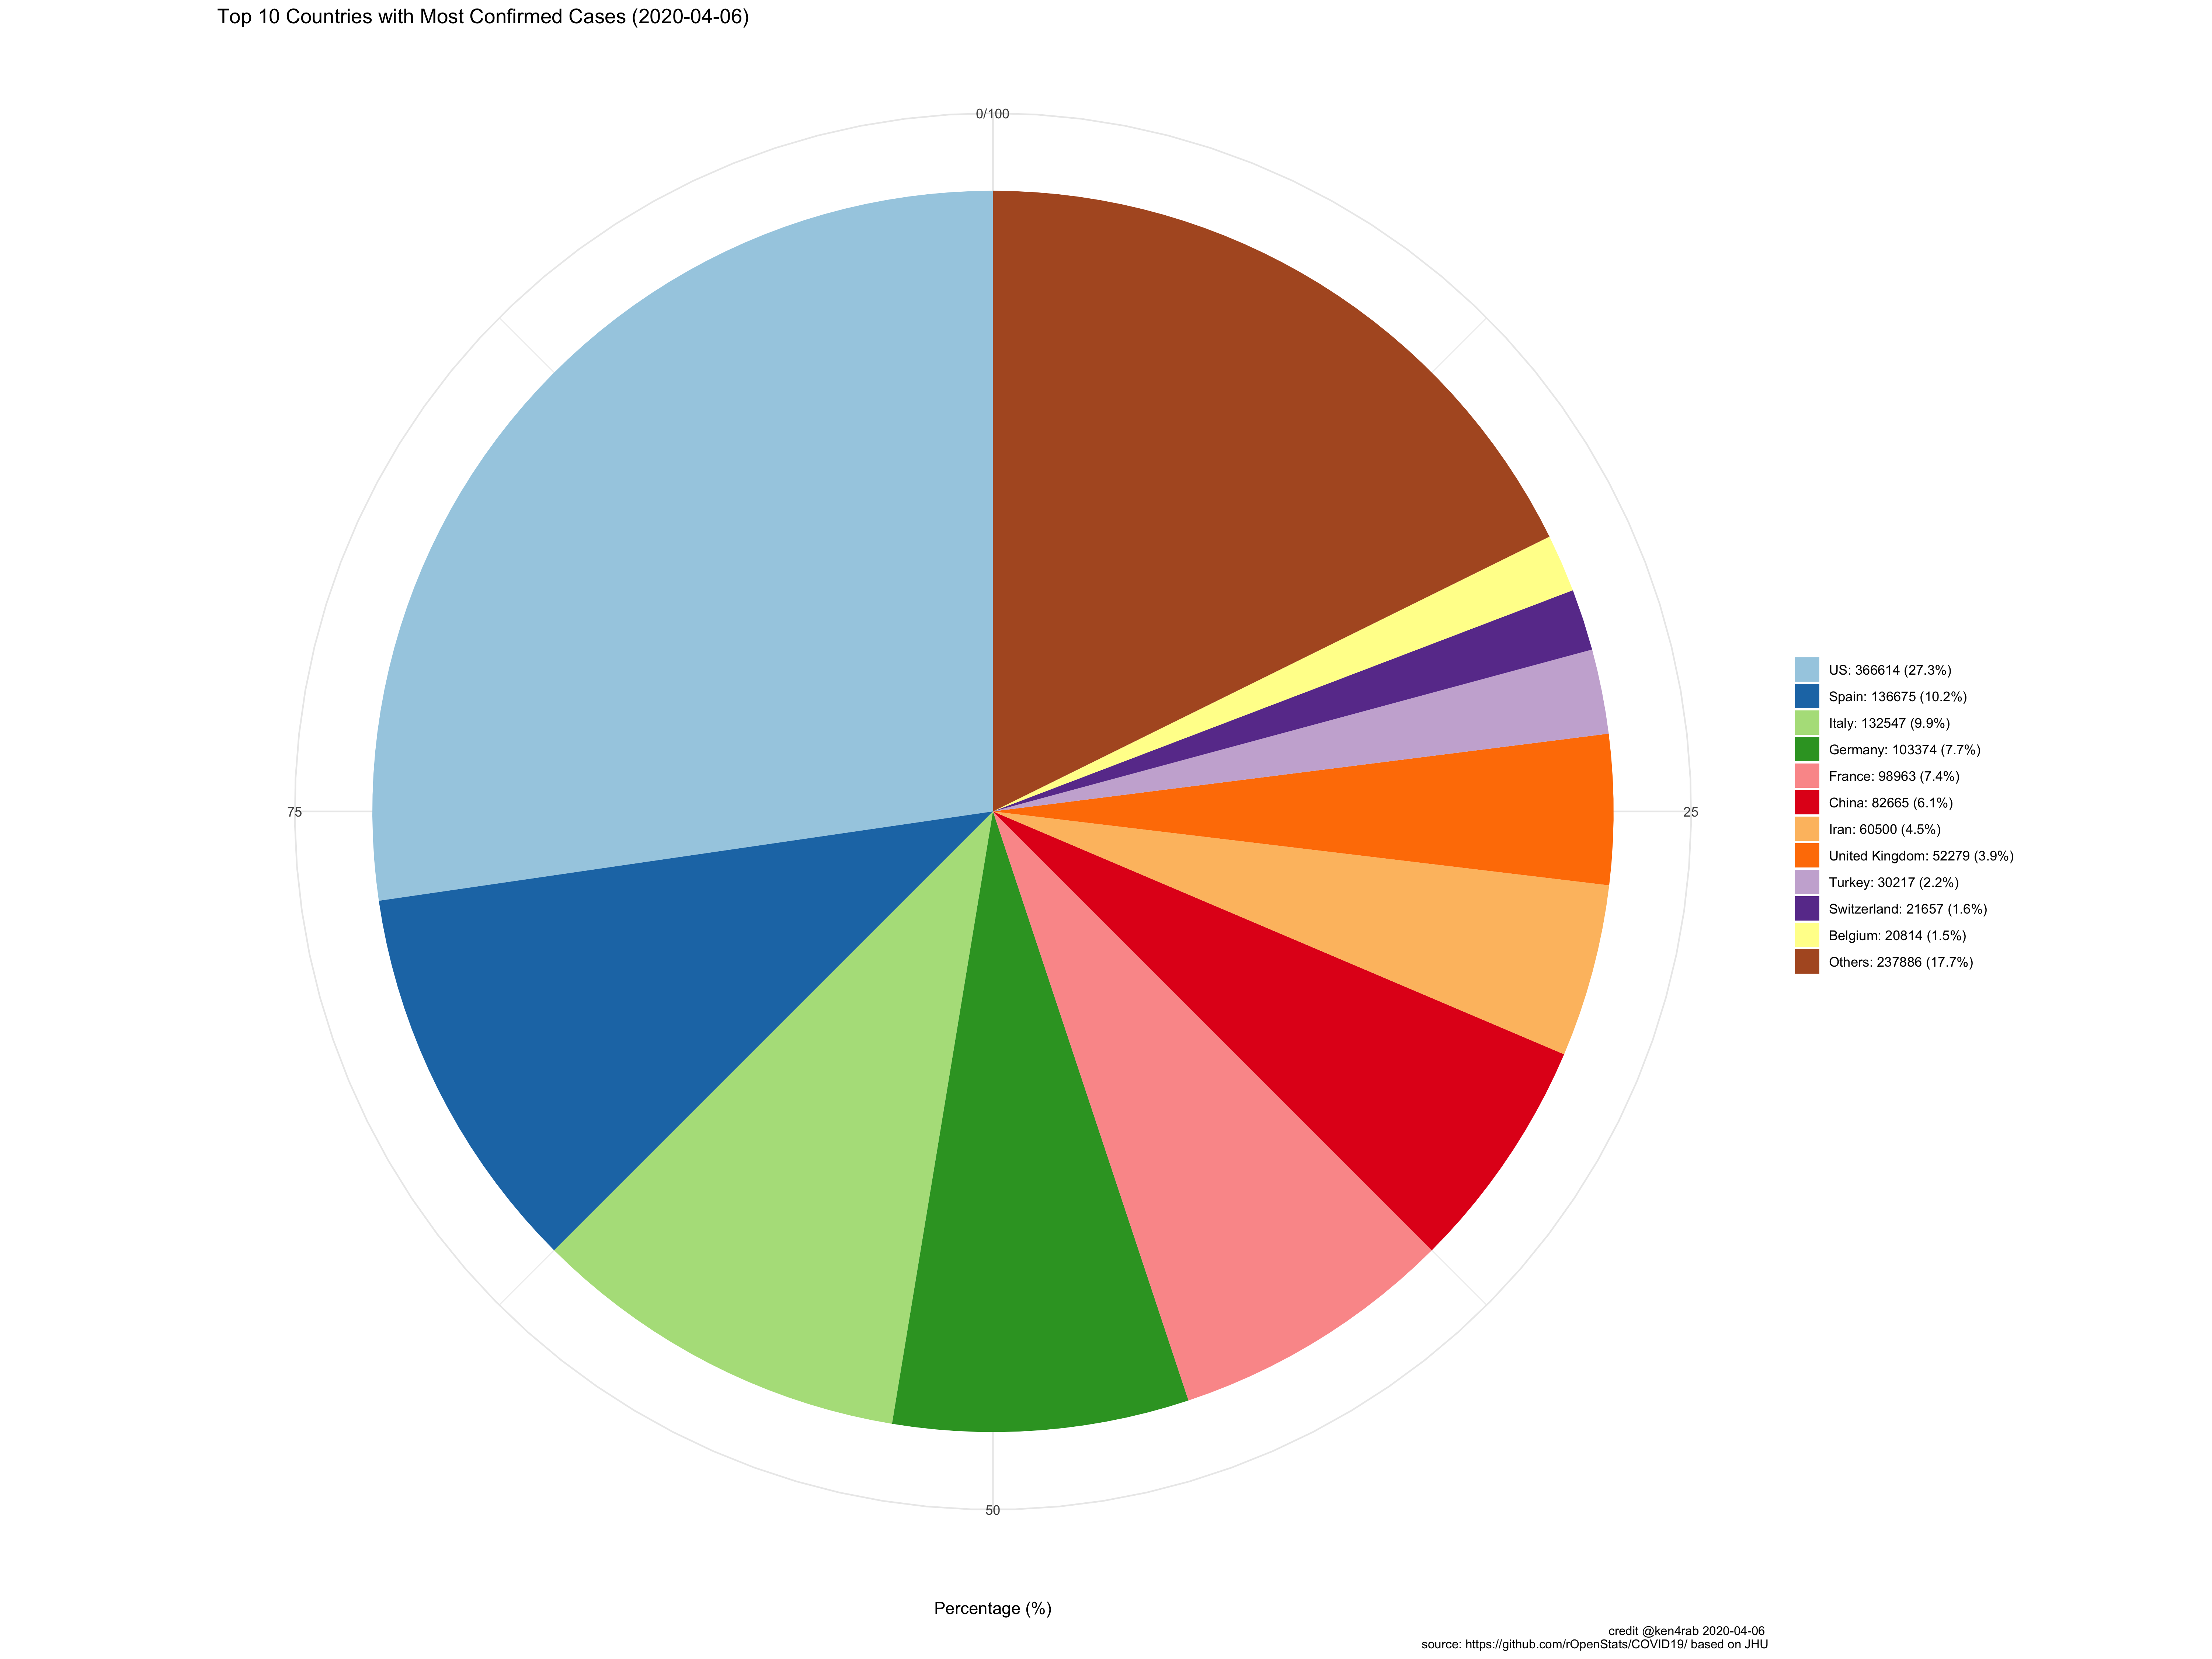 Top 10 Countries with Most Confirmed Cases (2020-04-06)
0/100
75
25
50
US: 366614 (27.3%)
Spain: 136675 (10.2%)
Italy: 132547 (9.9%)
Germany: 103374 (7.7%)
France: 98963 (7.4%)
China: 82665 (6.1%)
Iran: 60500 (4.5%)
United Kingdom: 52279 (3.9%)
Turkey: 30217 (2.2%)
Switzerland: 21657 (1.6%)
Belgium: 20814 (1.5%)
Others: 237886 (17.7%)
Percentage (%)
credit @ken4rab 2020-04-06
source: https://github.com/rOpenStats/COVID19/ based on JHU